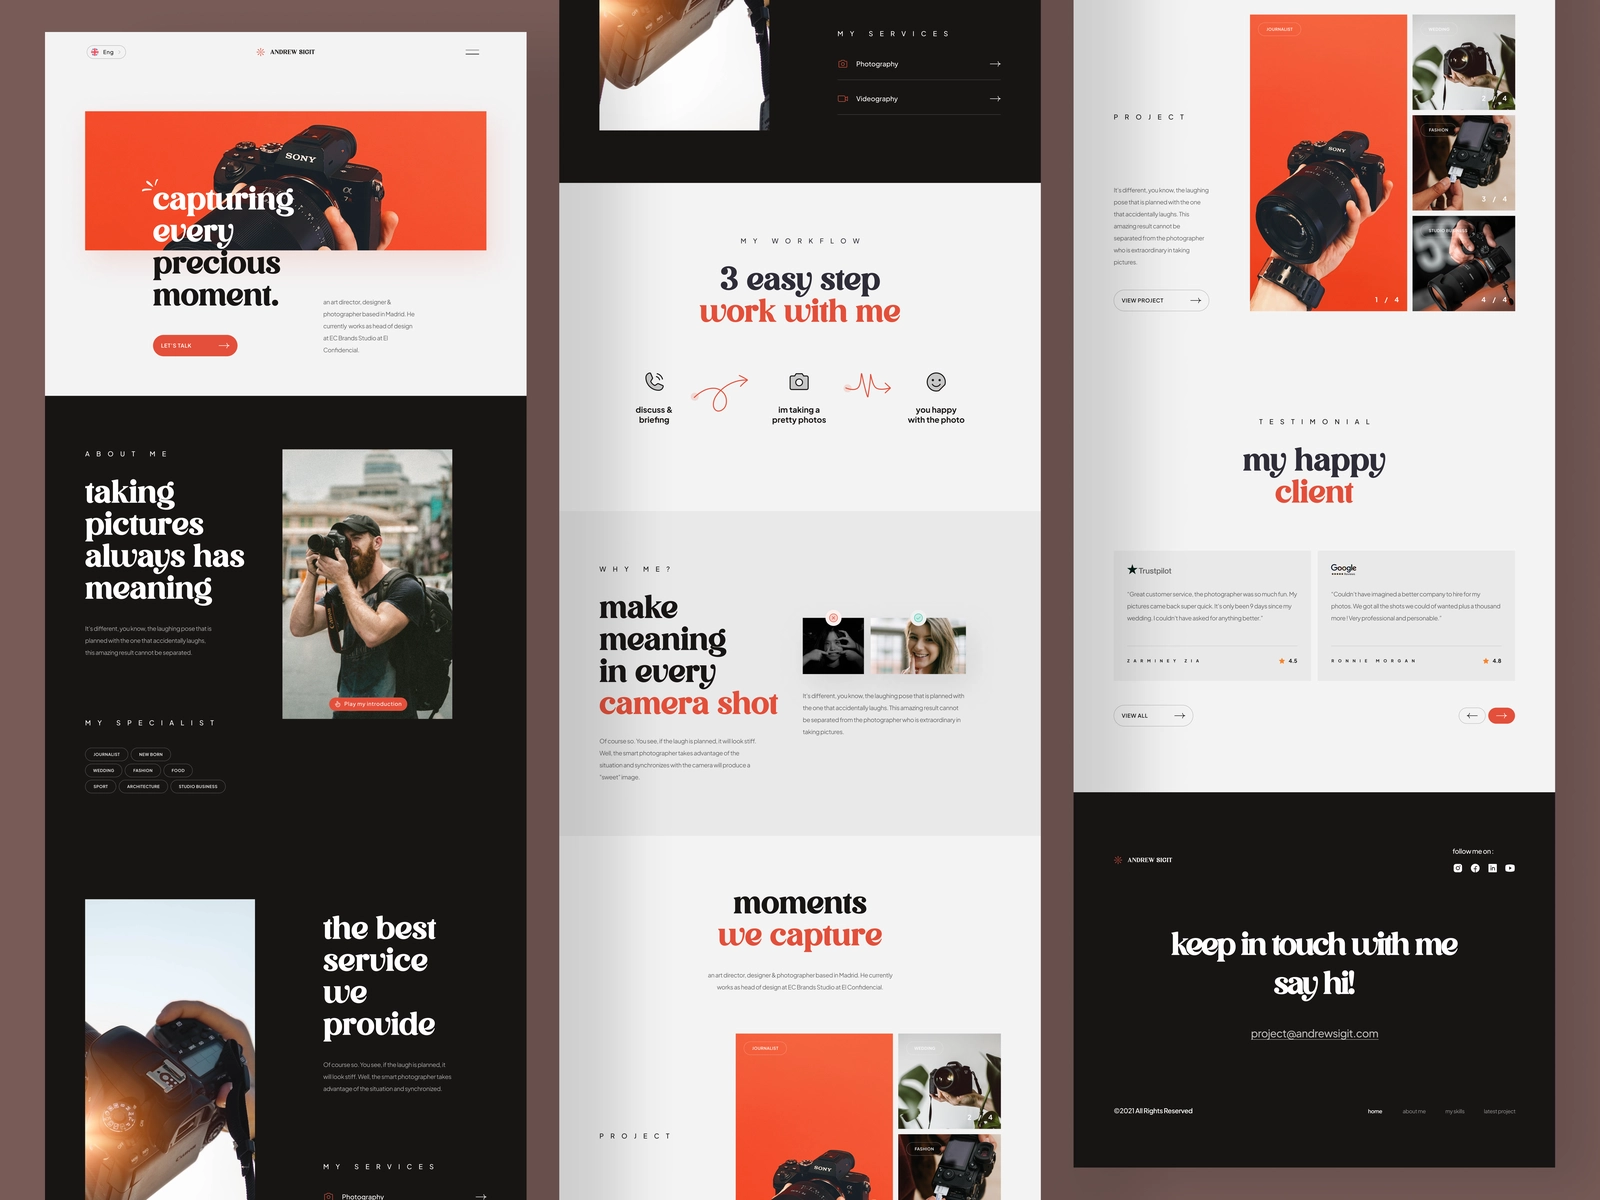 Eng
ANDREW SIGIT
SONY
capturing
every
precious
moment.
an art director, designer &
photographer based in Madrid. He
currently works as head of design
at EC Brands Studio at El
Confidencial.
LET'S TALK
ABOUT ME
taking
pictures
always has
meaning
It's different, you know, the laughing pose that is
planned with the one that accidentally laughs,
this amazing result cannot be separated.
Play my introduction
MY SPECIALIST
JOURNALIST
NEW BORN
WEDDING
FASHION
FOOD
SPORT
ARCHITECTURE
STUDIO BUSINESS
the best
service
we
provide
Of course so. You see, if the laugh is planned, it
will look stiff. Well, the smart photographer takes
advantage of the situation and synchronized.
MY SERVICES
Photography
MY SERVICES
Photography
Videography
MY WORKFLOW
3 easy step
work with me
discuss &
briefing
im taking a
pretty photos
you happy
with the photo
WHY ME?
make
meaning
in every
camera shot
Of course so. You see, if the laugh is planned, it will look stiff.
Well, the smart photographer takes advantage of the
situation and synchronizes with the camera will produce a
"sweet" image.
It's different, you know, the laughing pose that is planned with
the one that accidentally laughs. This amazing result cannot
be separated from the photographer who is extraordinary in
taking pictures.
moments
we capture
an art director, designer & photographer based in Madrid. He currently
works as head of design at EC Brands Studio at El Confidencial.
PROJECT
JOURNALIST
SONY
WEDDING
2 / 4
FASHION
PROJECT
It's different, you know, the laughing
pose that is planned with the one
that accidentally laughs. This
amazing result cannot be
separated from the photographer
who is extraordinary in taking
pictures.
VIEW PROJECT
JOURNALIST
SONY
1 / 4
WEDDING
2 / 4
FASHION
3 / 4
STUDIO BUSINESS
4 / 4
TESTIMONIAL
my happy
client
Trustpilot
"Great customer service, the photographer was so much fun. My
pictures came back super quick. It's only been 9 days since my
wedding. I couldn't have asked for anything better."
ZARMINEY ZIA
4.5
Google
"Couldn't have imagined a better company to hire for my
photos. We got all the shots we could of wanted plus a thousand
more! Very professional and personable."
RONNIE MORGAN
4.8
VIEW ALL
ANDREW SIGIT
follow me on :
keep in touch with me
say hi!
project@andrewsigit.com
©2021 All Rights Reserved
home
about me
my skills
latest project